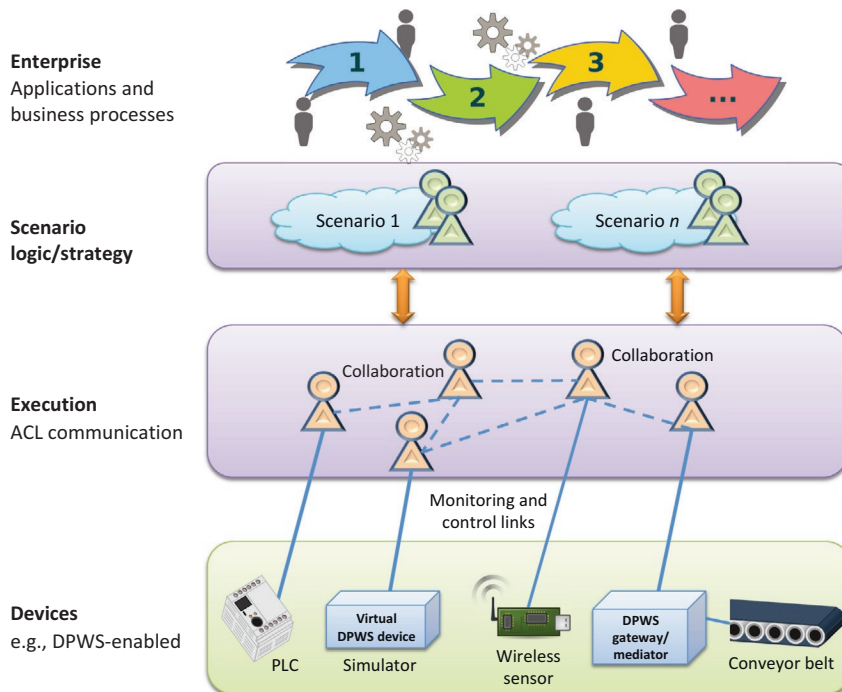 Enterprise
Applications and
business processes
1
2
3
...
Scenario
logic/strategy
Scenario 1
Scenario n
Execution
ACL communication
Collaboration
Collaboration
Monitoring and
control links
Devices
e.g., DPWS-enabled
PLC
Virtual
DPWS device
Simulator
Wireless
sensor
DPWS
gateway/
mediator
Conveyor belt